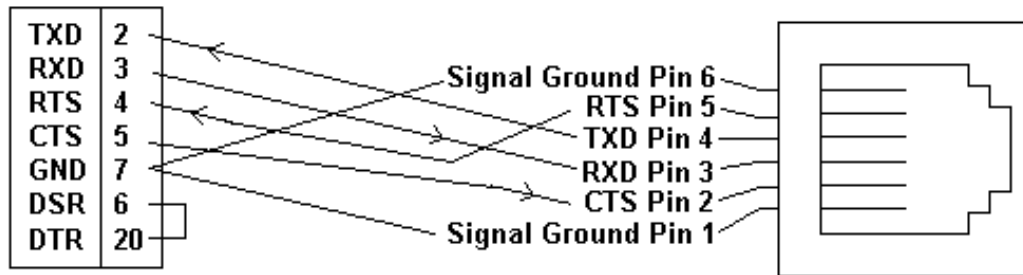 TXD 2
RXD 3
RTS 4
CTS 5
GND 7
DSR 6
DTR 20
Signal Ground Pin 6
RTS Pin 5
TXD Pin 4
RXD Pin 3
CTS Pin 2
Signal Ground Pin 1